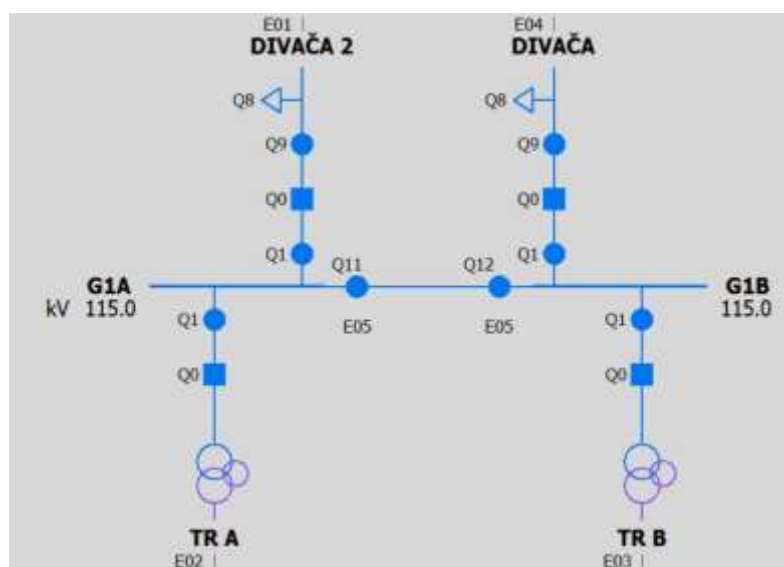 E01 E04
DIVAČA 2 DIVAČA
Q8 Q8
Q9 Q9
Q0 Q0
Q1 Q11 Q12 Q1
G1A G1B
kV 115.0 115.0
Q1 E05 E05 Q1
Q0 Q0
TR A TR B
E02 E03